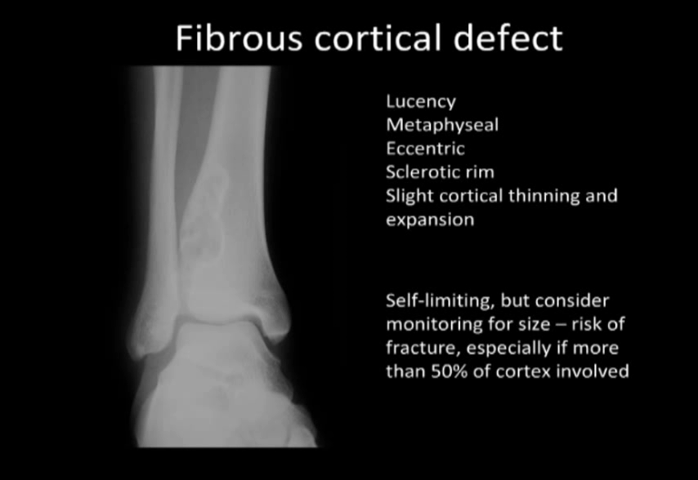 Fibrous cortical defect
Lucency
Metaphyseal
Eccentric
Sclerotic rim
Slight cortical thinning and
expansion
Self-limiting, but consider
monitoring for size – risk of
fracture, especially if more
than 50% of cortex involved